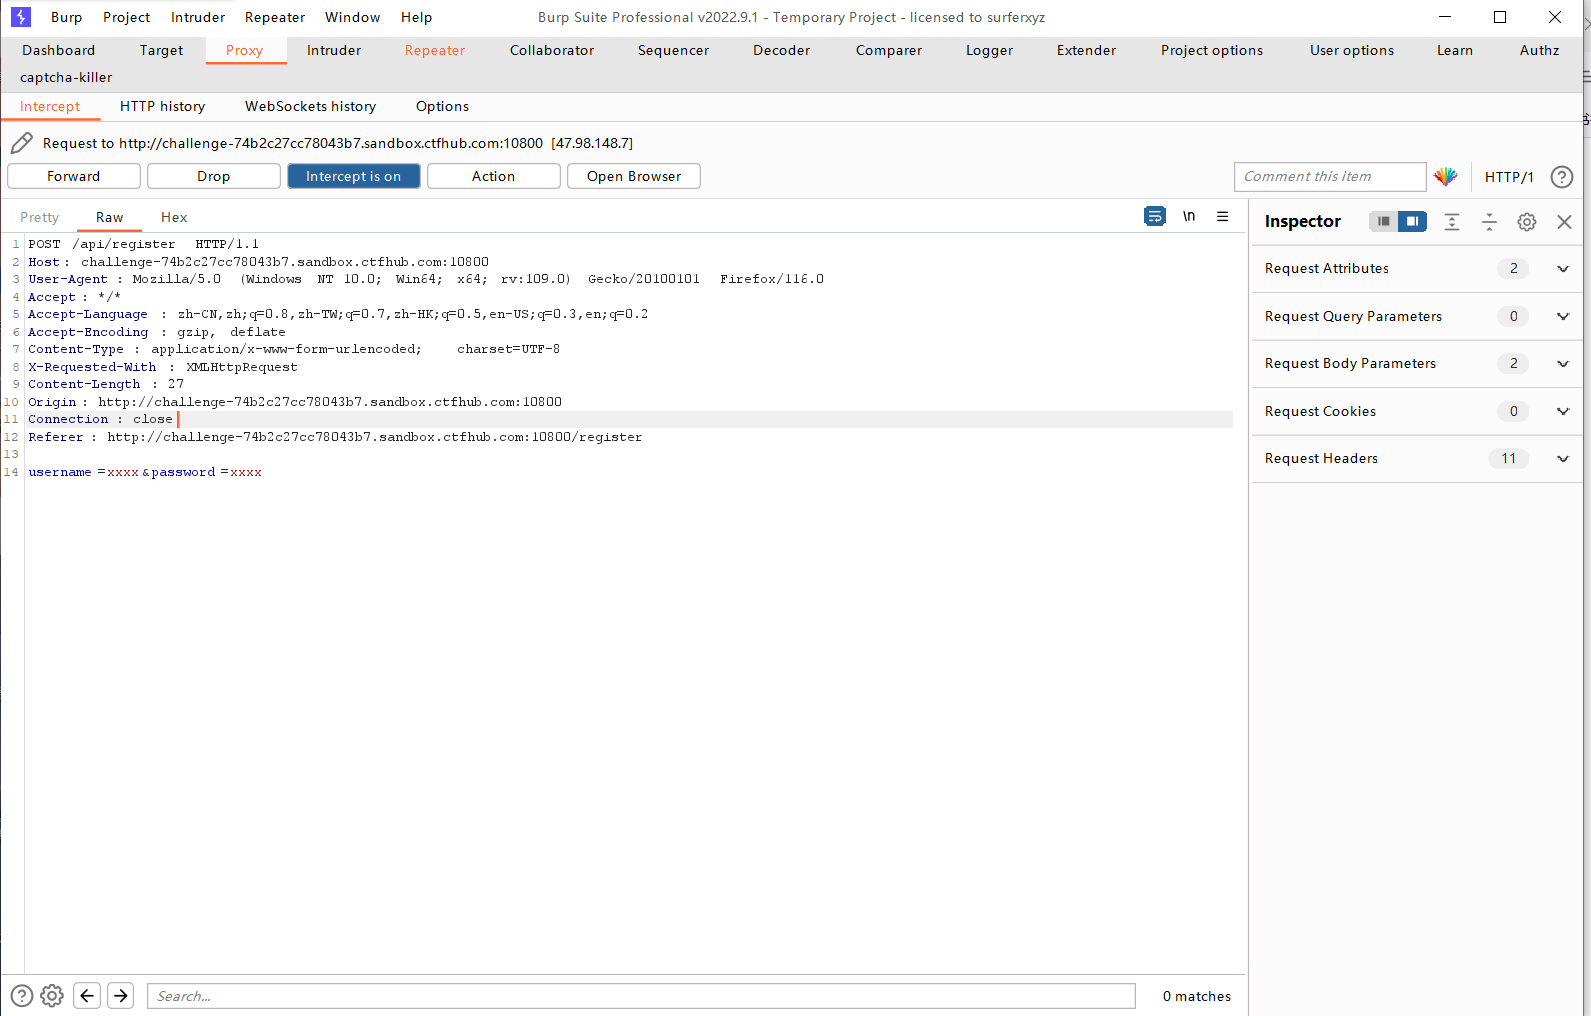 Burp Project Intruder Repeater Window Help Burp Suite Professional v2022.9.1 - Temporary Project - licensed to surferxyz
Dashboard Target Proxy Intruder Repeater Collaborator Sequencer Decoder Comparer Logger Extender Project options User options Learn Authz
captcha-killer
Intercept HTTP history WebSockets history Options
Request to http://challenge-74b2c27cc78043b7.sandbox.ctfhub.com:10800 [47.98.148.7]
Forward Drop Intercept is on Action Open Browser Comment this item HTTP/1 ?
Pretty Raw Hex \n
1 POST /api/register HTTP/1.1
2 Host: challenge-74b2c27cc78043b7.sandbox.ctfhub.com:10800
3 User-Agent: Mozilla/5.0 (Windows NT 10.0; Win64; x64; rv:109.0) Gecko/20100101 Firefox/116.0
4 Accept: */*
5 Accept-Language: zh-CN,zh;q=0.8,zh-TW;q=0.7,zh-HK;q=0.5,en-US;q=0.3,en;q=0.2
6 Accept-Encoding: gzip, deflate
7 Content-Type: application/x-www-form-urlencoded; charset=UTF-8
8 X-Requested-With: XMLHttpRequest
9 Content-Length: 27
10 Origin: http://challenge-74b2c27cc78043b7.sandbox.ctfhub.com:10800
11 Connection: close
12 Referer: http://challenge-74b2c27cc78043b7.sandbox.ctfhub.com:10800/register
13
14 username=xxxx&password=xxxx
Inspector
Request Attributes 2
Request Query Parameters 0
Request Body Parameters 2
Request Cookies 0
Request Headers 11
? Search... 0 matches